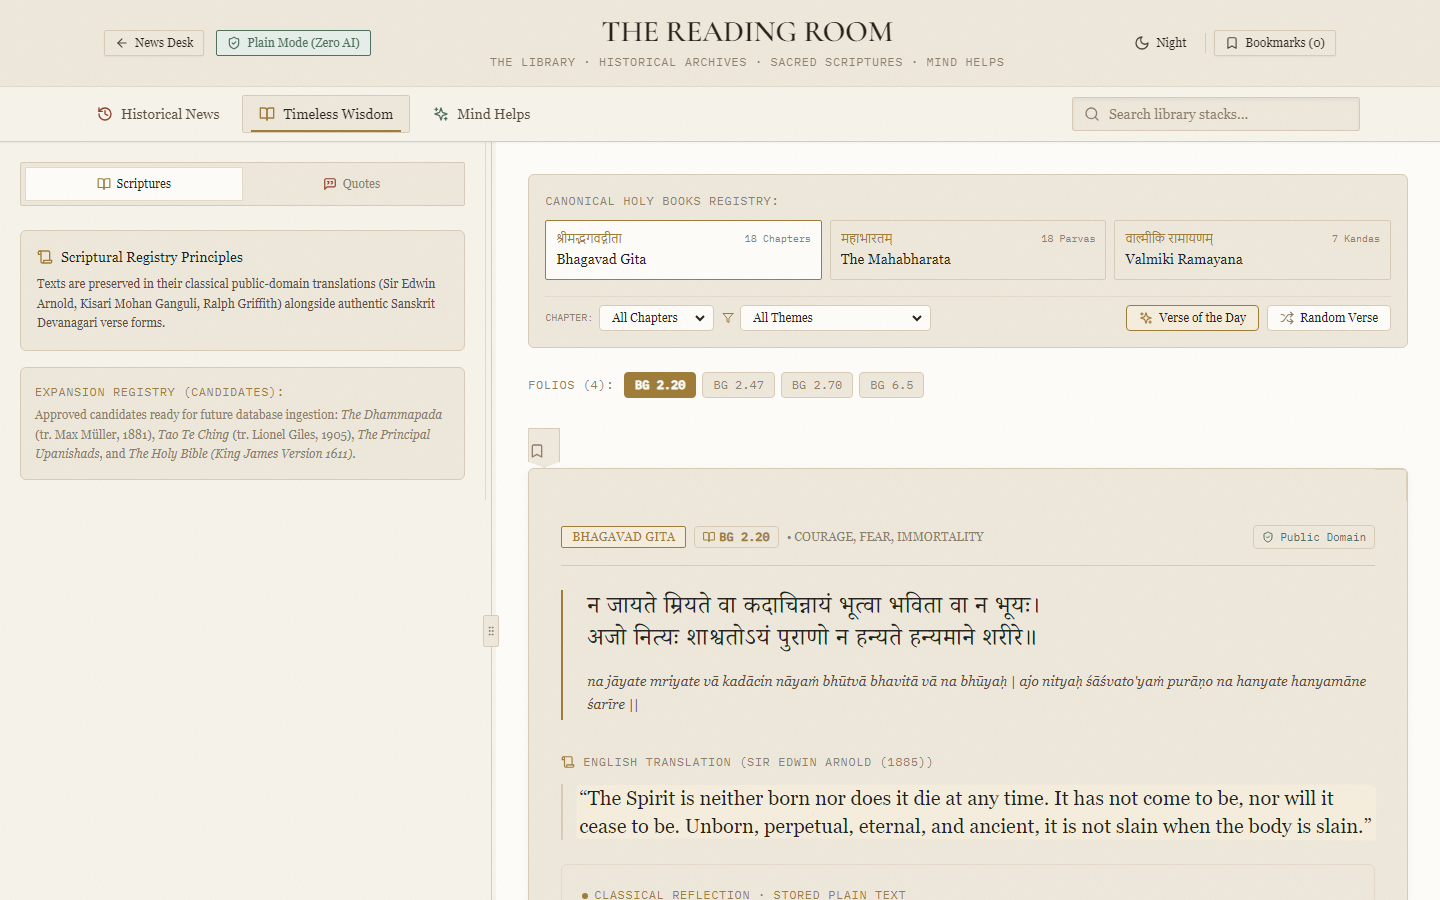 News Desk
Plain Mode (Zero AI)
THE READING ROOM
THE LIBRARY · HISTORICAL ARCHIVES · SACRED SCRIPTURES · MIND HELPS
Night
Bookmarks (0)
Historical News
Timeless Wisdom
Mind Helps
Search library stacks...
Scriptures
Quotes
Scriptural Registry Principles
Texts are preserved in their classical public-domain translations (Sir Edwin
Arnold, Kisari Mohan Ganguli, Ralph Griffith) alongside authentic Sanskrit
Devanagari verse forms.
EXPANSION REGISTRY (CANDIDATES):
Approved candidates ready for future database ingestion: The Dhammapada
(tr. Max Müller, 1881), Tao Te Ching (tr. Lionel Giles, 1905), The Principal
Upanishads, and The Holy Bible (King James Version 1611).
CANONICAL HOLY BOOKS REGISTRY:
श्रीमद्भगवद्गीता
18 Chapters
Bhagavad Gita
महाभारतम्
18 Parvas
The Mahabharata
वाल्मीकि रामायणम्
7 Kandas
Valmiki Ramayana
CHAPTER:
All Chapters
All Themes
Verse of the Day
Random Verse
FOLIOS (4):
BG 2.20
BG 2.47
BG 2.70
BG 6.5
BHAGAVAD GITA
BG 2.20
• COURAGE, FEAR, IMMORTALITY
Public Domain
न जायते म्रियते वा कदाचिन्नायं भूत्वा भविता वा न भूयः।
अजो नित्यः शाश्वतोऽयं पुराणो न हन्यते हन्यमाने शरीरे॥
na jāyate mriyate vā kadācin nāyaṁ bhūtvā bhavitā vā na bhūyaḥ | ajo nityaḥ śāśvato'yaṁ purāṇo na hanyate hanyamāne
śarīre ||
ENGLISH TRANSLATION (SIR EDWIN ARNOLD (1885))
“The Spirit is neither born nor does it die at any time. It has not come to be, nor will it
cease to be. Unborn, perpetual, eternal, and ancient, it is not slain when the body is slain.”
CLASSICAL REFLECTION · STORED PLAIN TEXT